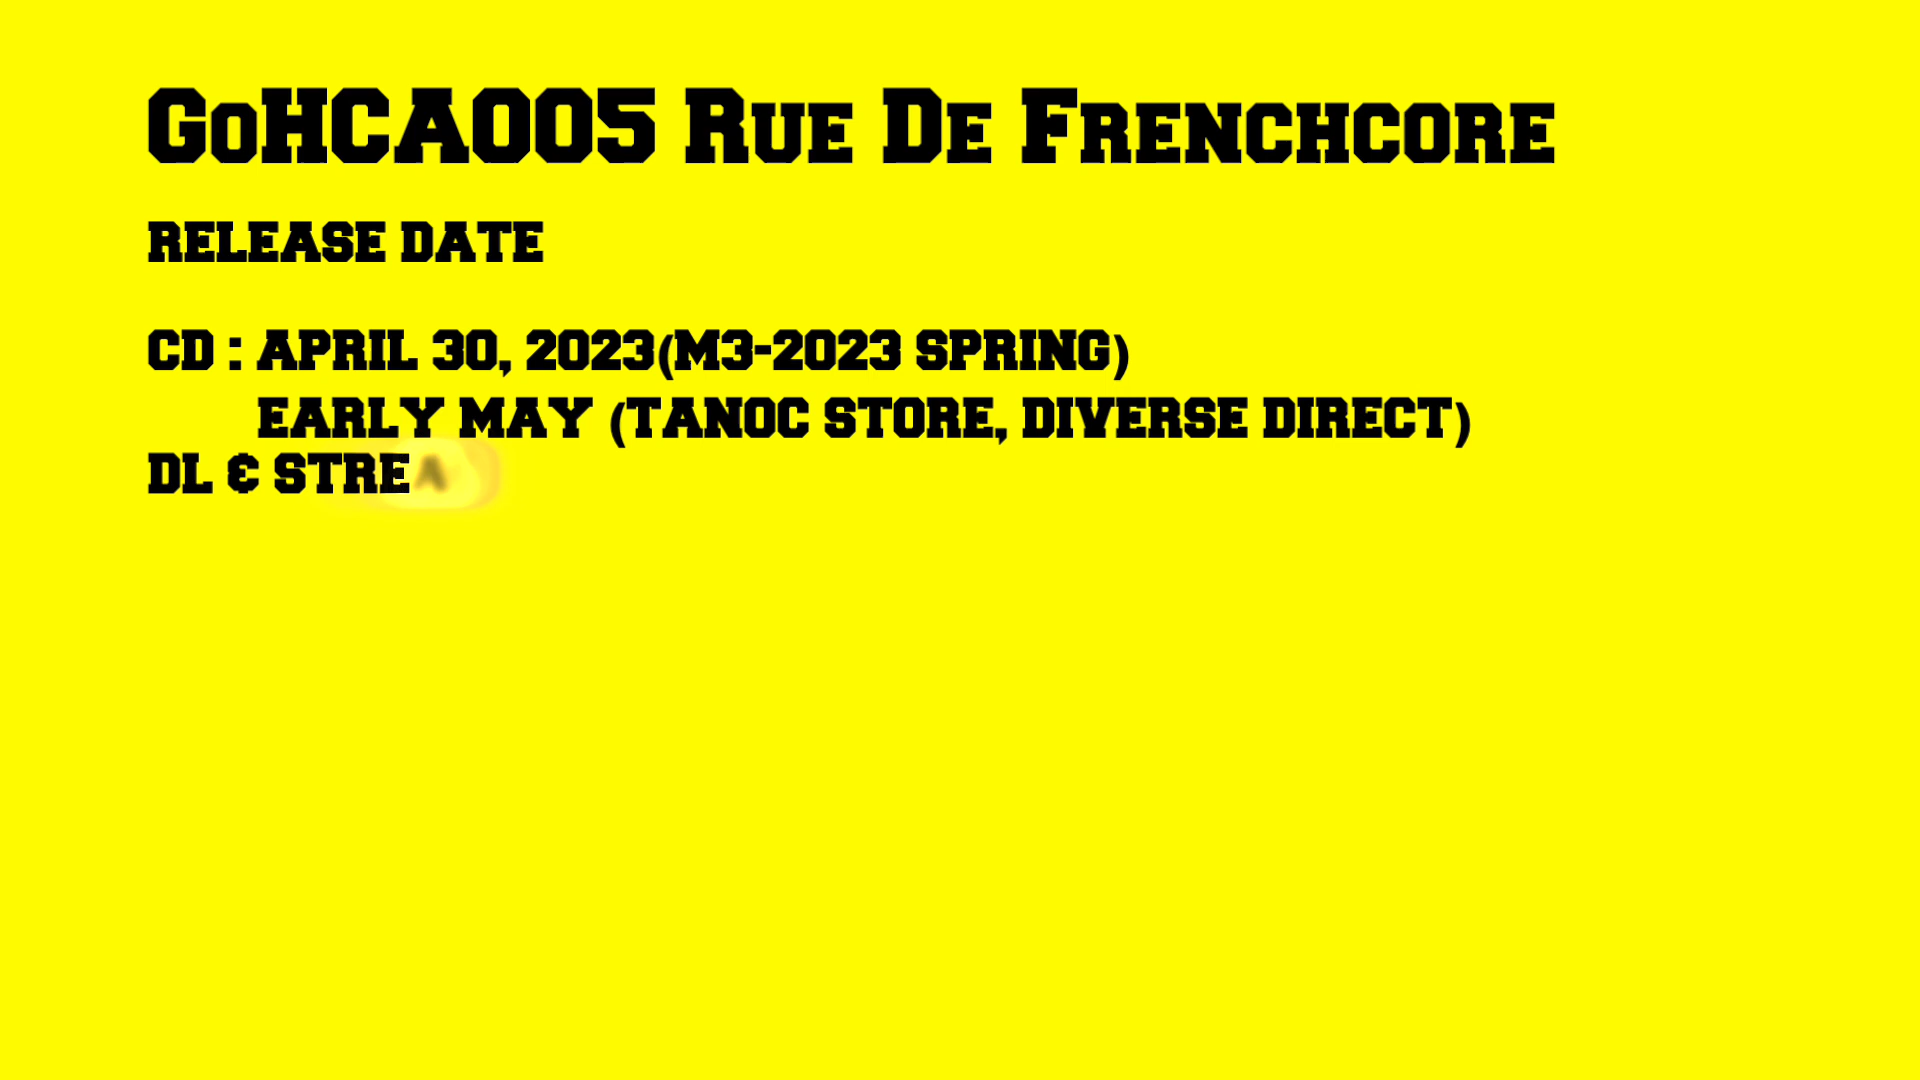 GoHCA005 Rue De Frenchcore
RELEASE DATE
CD : APRIL 30, 2023(M3-2023 SPRING)
EARLY MAY (TANOC STORE, DIVERSE DIRECT)
DL & STREA